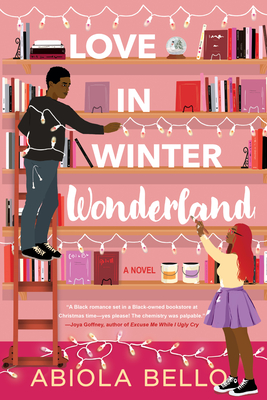 LOVE
IN
WINTER
Wonderland
A NOVEL
"A Black romance set in a Black-owned bookstore at
Christmas time—yes please! The chemistry was palpable."
—Joya Goffney, author of Excuse Me While I Ugly Cry
ABIOLA BELLO